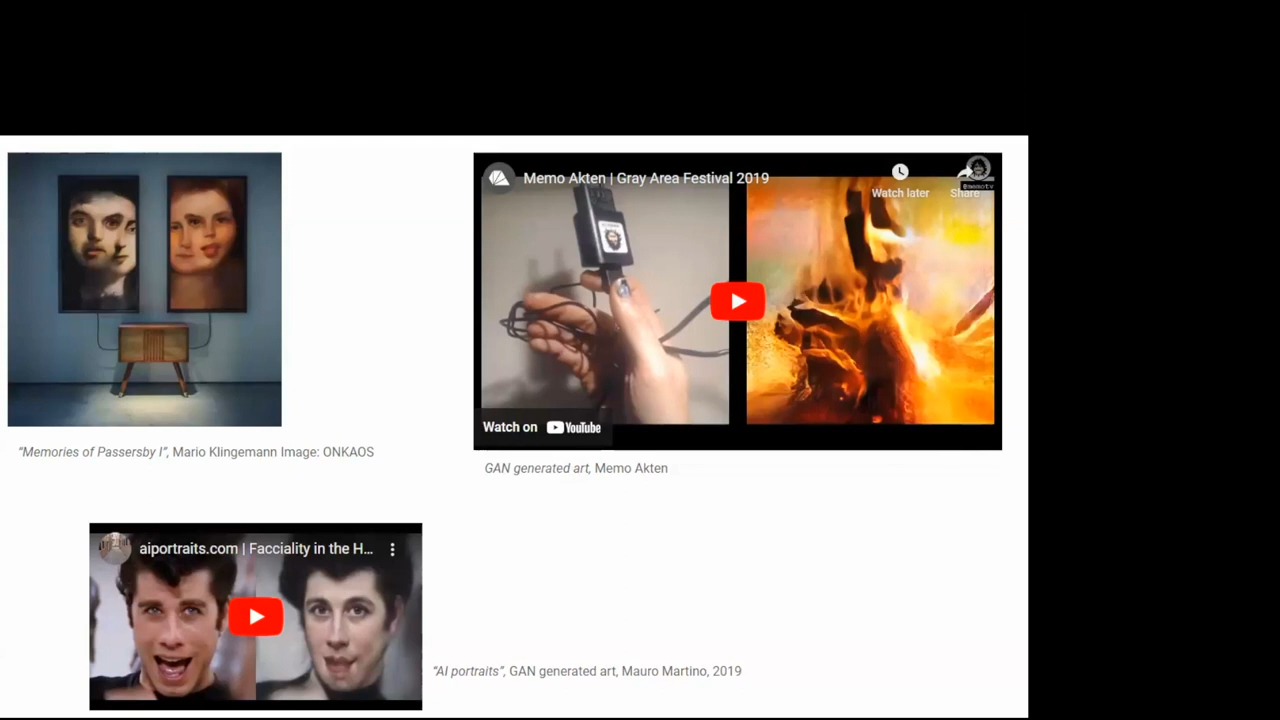 Memo Akten | Gray Area Festival 2019
Watch later
Share
@memotv
Watch on YouTube
"Memories of Passersby I", Mario Klingemann Image: ONKAOS
GAN generated art, Memo Akten
aiportraits.com | Facciality in the H...
"AI portraits", GAN generated art, Mauro Martino, 2019